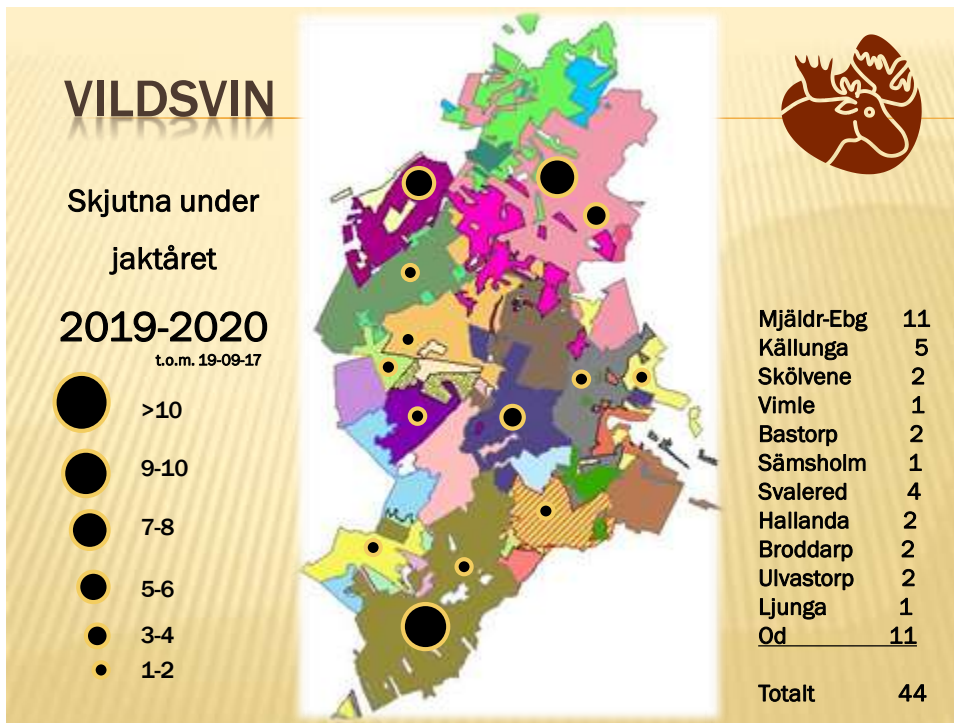 VILDSVIN
Skjutna under
jaktåret
2019-2020
t.o.m. 19-09-17
>10
9-10
7-8
5-6
3-4
1-2
Mjäldr-Ebg 11
Källunga 5
Skölvene 2
Vimle 1
Bastorp 2
Sämsholm 1
Svalered 4
Hallanda 2
Broddarp 2
Ulvastorp 2
Ljunga 1
Od 11
Totalt 44